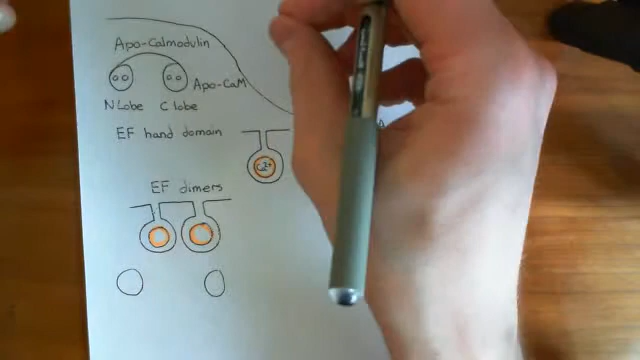 Apo-Calmodulin
Apo-CaM
N Lobe C lobe
EF hand domain
Ca2+
EF dimers